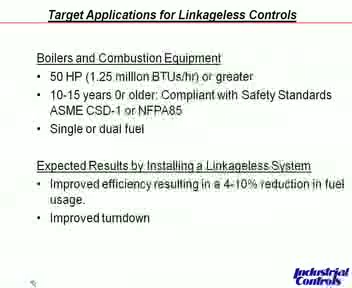 Target Applications for Linkageless Controls
Boilers and Combustion Equipment
• 50 HP (1.25 million BTUs/hr) or greater
• 10-15 years 0r older: Compliant with Safety Standards
ASME CSD-1 or NFPA85
• Single or dual fuel
Expected Results by Installing a Linkageless System
• Improved efficiency resulting in a 4-10% reduction in fuel
usage.
• Improved turndown
Industrial
Controls